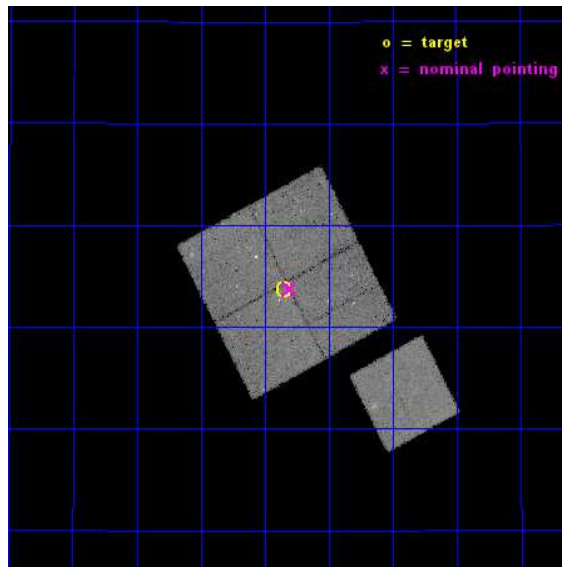 o = target
x = nominal pointing